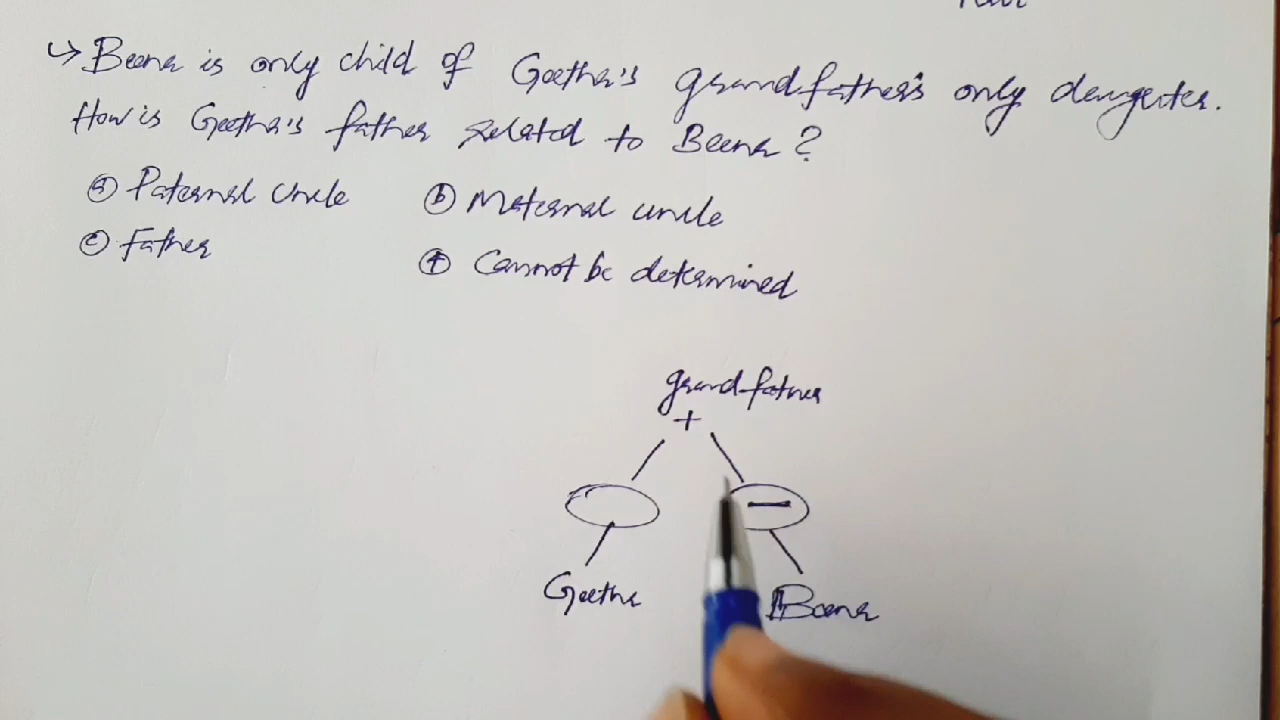 ↪ Beena is only child of Geetha's grandfather's only daughter.
How is Geetha's father related to Beena?
ⓐ Paternal uncle ⓑ Maternal uncle
ⓒ Father ⓓ Cannot be determined
grandfather
+
—
Geetha Beena